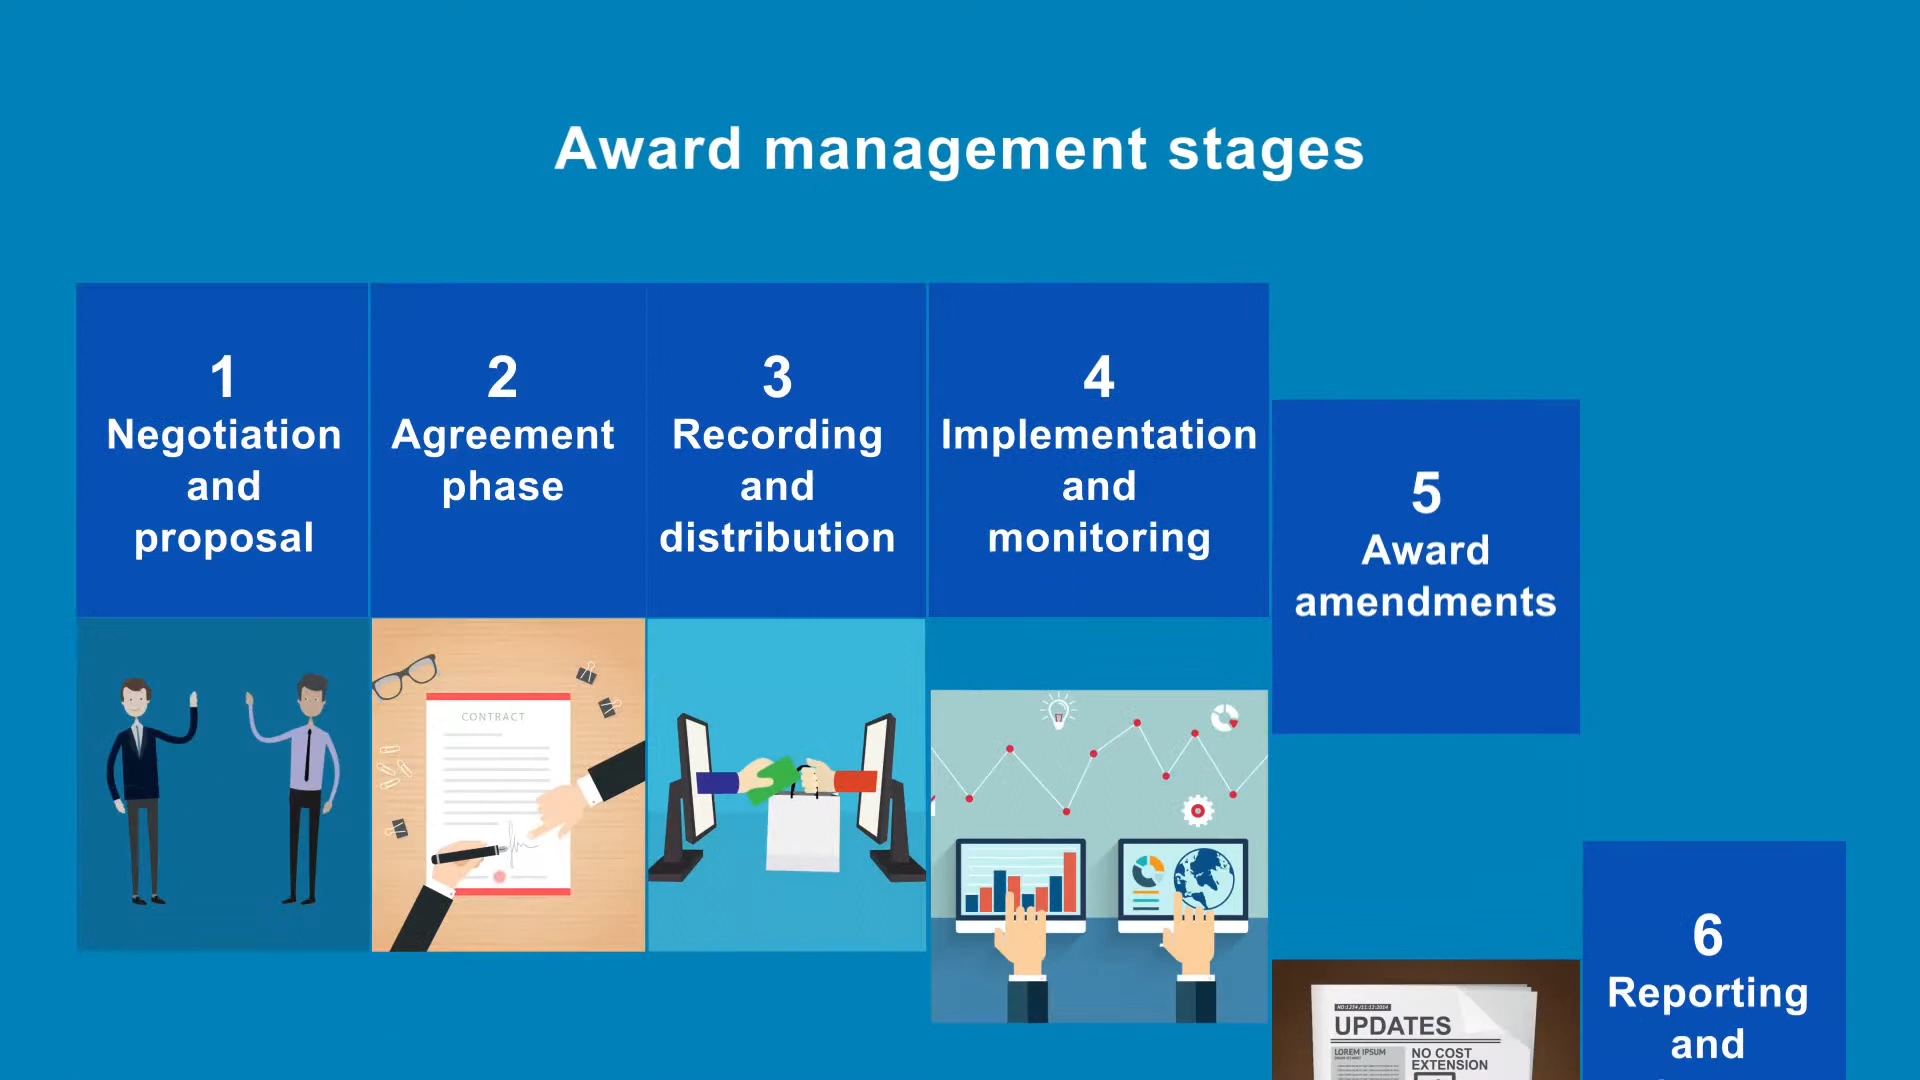 Award management stages
1
Negotiation
and
proposal
2
Agreement
phase
3
Recording
and
distribution
4
Implementation
and
monitoring
5
Award
amendments
6
Reporting
and
CONTRACT
UPDATES
LOREM IPSUM
NO COST
EXTENSION